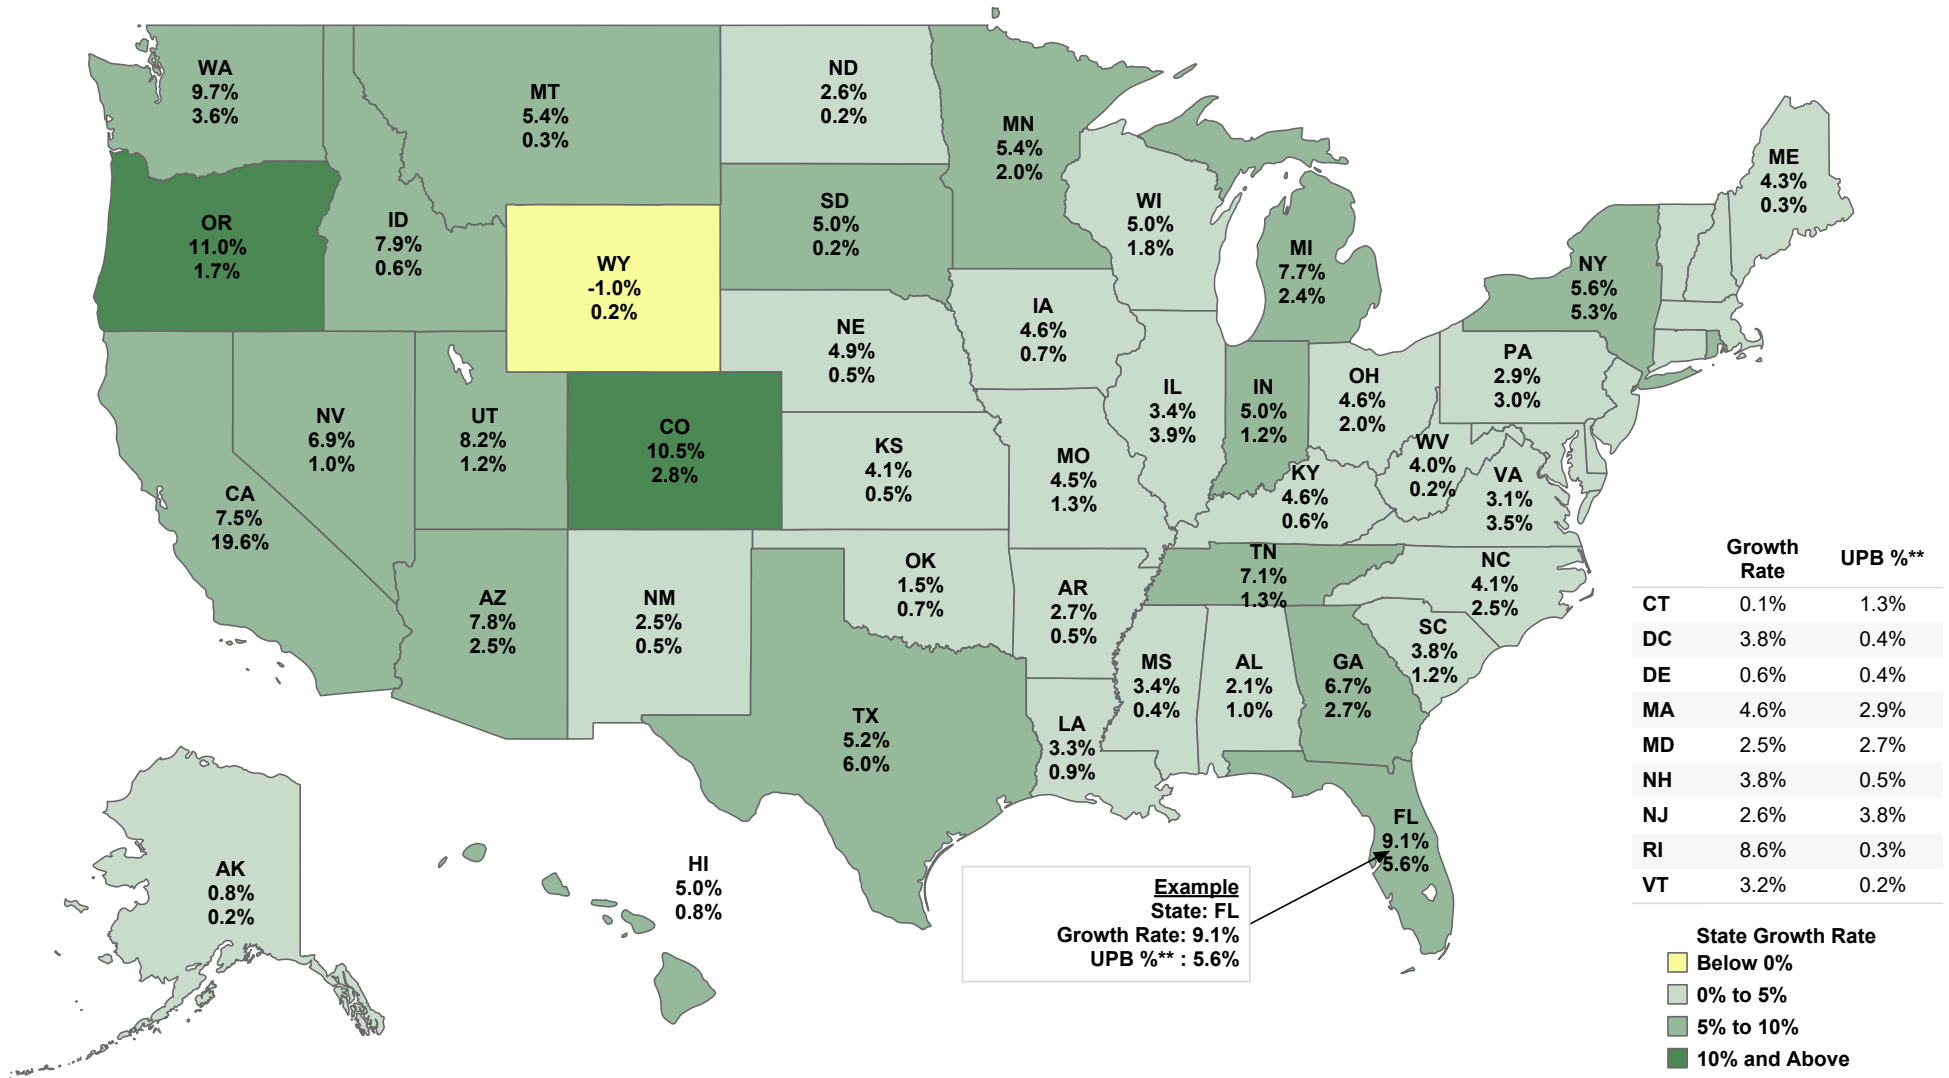 WA
9.7%
3.6%
MT
5.4%
0.3%
ND
2.6%
0.2%
MN
5.4%
2.0%
WI
5.0%
1.8%
ME
4.3%
0.3%
OR
11.0%
1.7%
ID
7.9%
0.6%
WY
-1.0%
0.2%
SD
5.0%
0.2%
MI
7.7%
2.4%
NY
5.6%
5.3%
NE
4.9%
0.5%
IA
4.6%
0.7%
PA
2.9%
3.0%
NV
6.9%
1.0%
UT
8.2%
1.2%
CO
10.5%
2.8%
KS
4.1%
0.5%
MO
4.5%
1.3%
IL
3.4%
3.9%
IN
5.0%
1.2%
OH
4.6%
2.0%
WV
4.0%
0.2%
KY
4.6%
0.6%
VA
3.1%
3.5%
CA
7.5%
19.6%
AZ
7.8%
2.5%
NM
2.5%
0.5%
OK
1.5%
0.7%
AR
2.7%
0.5%
TN
7.1%
1.3%
NC
4.1%
2.5%
SC
3.8%
1.2%
MS
3.4%
0.4%
AL
2.1%
1.0%
GA
6.7%
2.7%
TX
5.2%
6.0%
LA
3.3%
0.9%
FL
9.1%
5.6%
AK
0.8%
0.2%
HI
5.0%
0.8%
Example
State: FL
Growth Rate: 9.1%
UPB %** : 5.6%
Growth Rate UPB %**
CT 0.1% 1.3%
DC 3.8% 0.4%
DE 0.6% 0.4%
MA 4.6% 2.9%
MD 2.5% 2.7%
NH 3.8% 0.5%
NJ 2.6% 3.8%
RI 8.6% 0.3%
VT 3.2% 0.2%
State Growth Rate
Below 0%
0% to 5%
5% to 10%
10% and Above